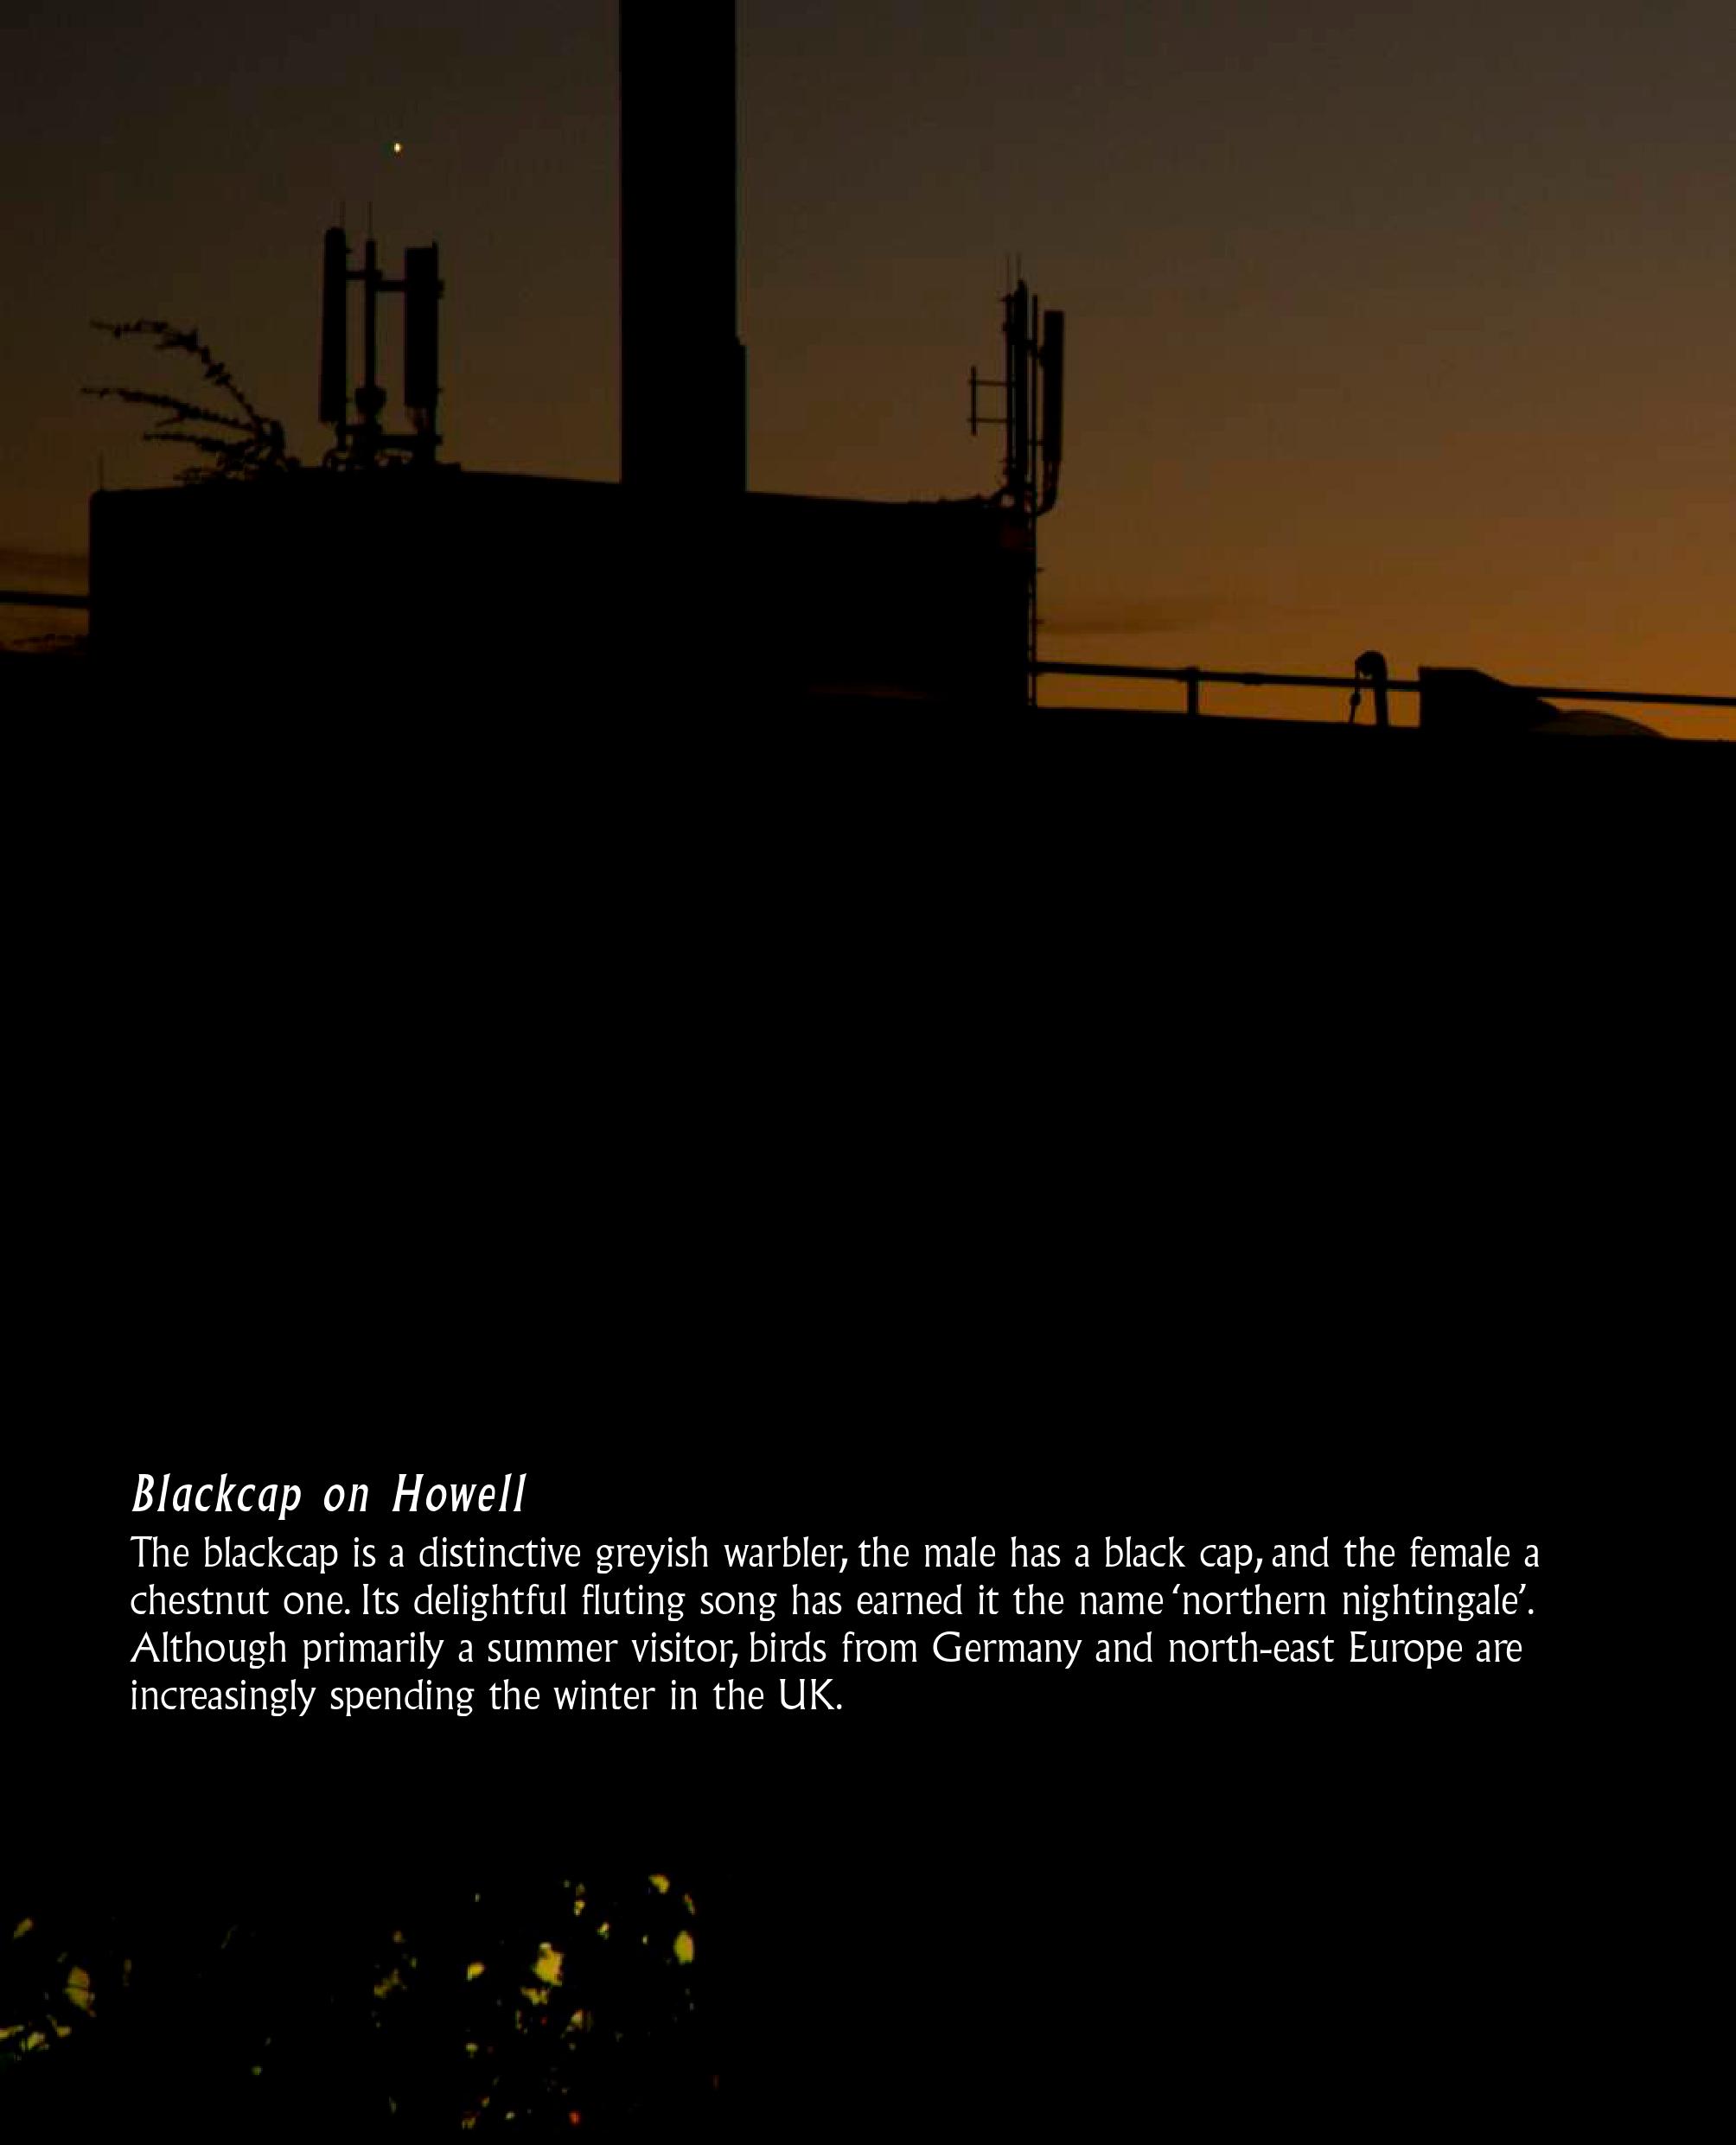 Blackcap on Howell
The blackcap is a distinctive greyish warbler, the male has a black cap, and the female a
chestnut one. Its delightful fluting song has earned it the name ‘northern nightingale’.
Although primarily a summer visitor, birds from Germany and north-east Europe are
increasingly spending the winter in the UK.